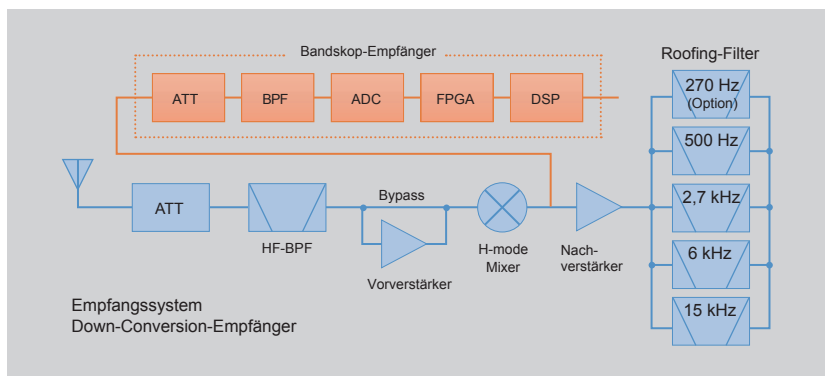 Bandskop-Empfänger
Roofing-Filter
ATT
BPF
ADC
FPGA
DSP
270 Hz
(Option)
500 Hz
2,7 kHz
6 kHz
15 kHz
ATT
HF-BPF
Bypass
Vorverstärker
H-mode
Mixer
Nach-
verstärker
Empfangssystem
Down-Conversion-Empfänger